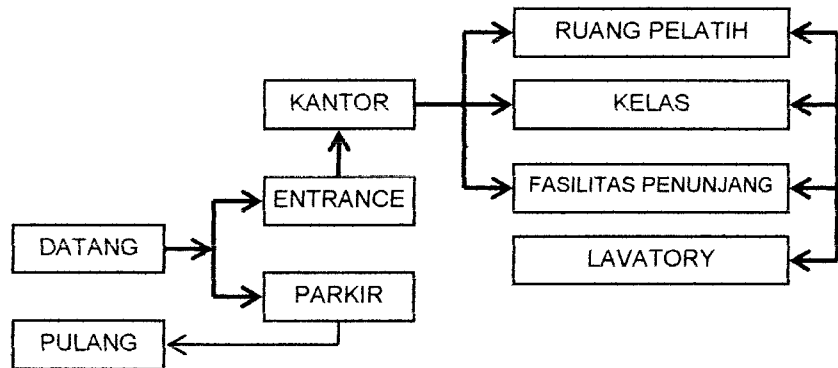 RUANG PELATIH
KANTOR
KELAS
ENTRANCE
FASILITAS PENUNJANG
DATANG
LAVATORY
PARKIR
PULANG